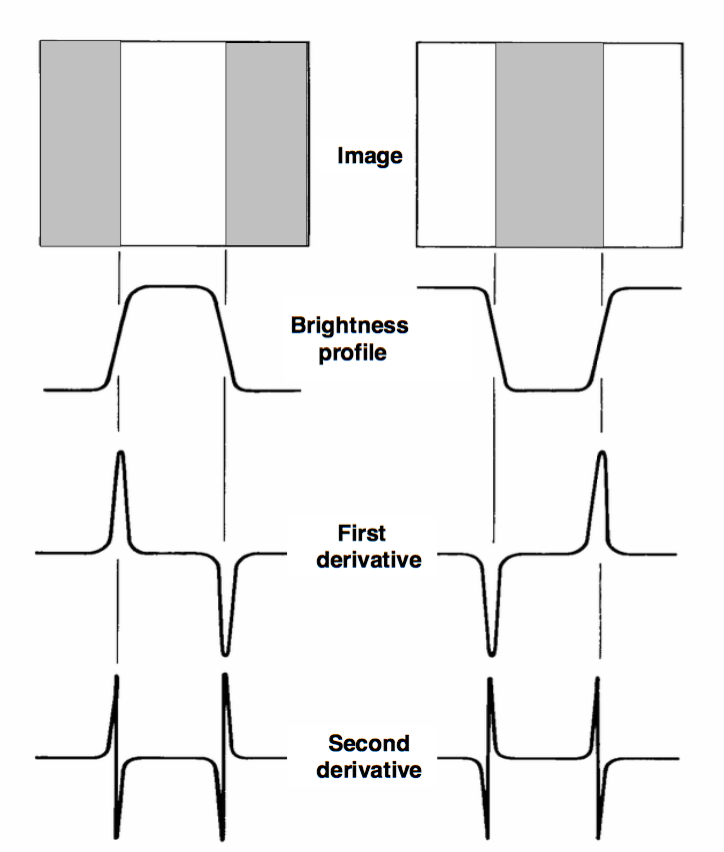 Image
Brightness
profile
First
derivative
Second
derivative